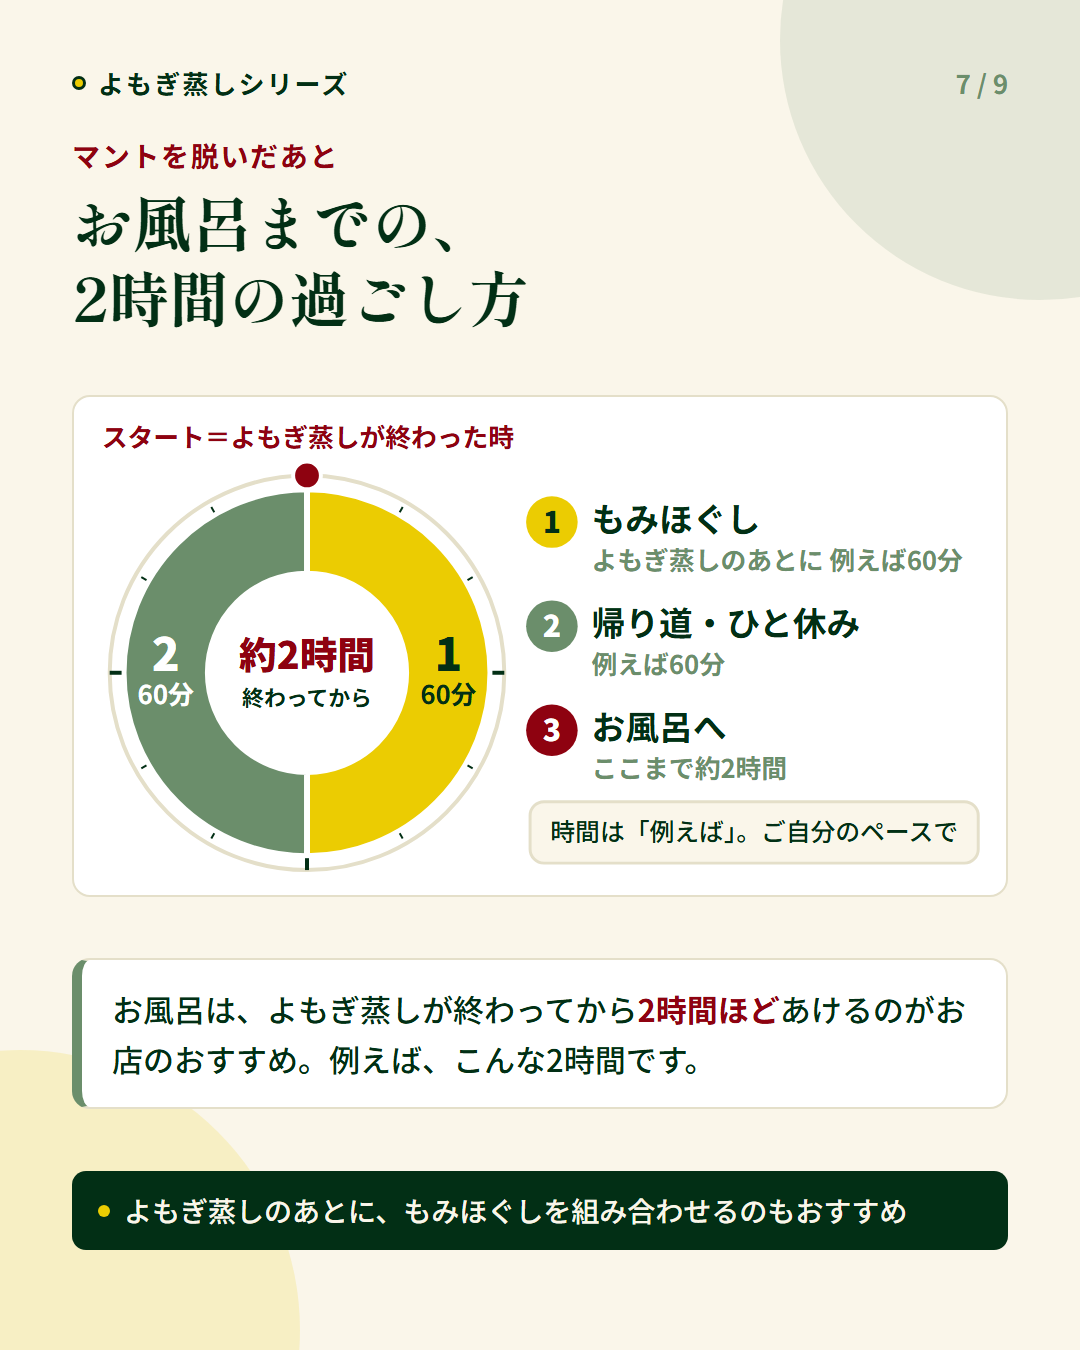 よもぎ蒸しシリーズ
7 / 9
マントを脱いだあと
お風呂までの、
2時間の過ごし方
スタート＝よもぎ蒸しが終わった時
2
60分
約2時間
終わってから
1
60分
1 もみほぐし
よもぎ蒸しのあとに 例えば60分
2 帰り道・ひと休み
例えば60分
3 お風呂へ
ここまで約2時間
時間は「例えば」。ご自分のペースで
お風呂は、よもぎ蒸しが終わってから2時間ほどあけるのがお
店のおすすめ。例えば、こんな2時間です。
よもぎ蒸しのあとに、もみほぐしを組み合わせるのもおすすめ